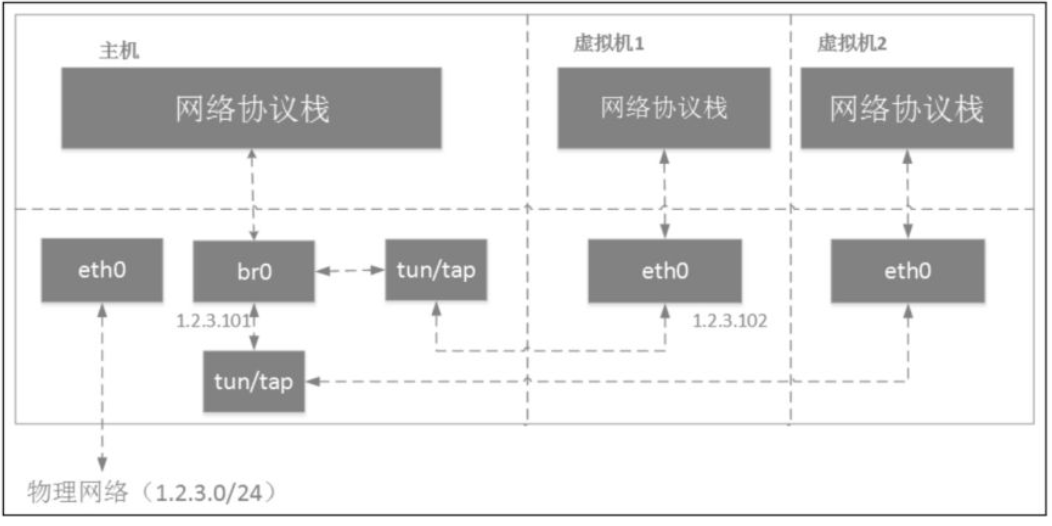 主机
虚拟机1
虚拟机2
网络协议栈
网络协议栈
网络协议栈
eth0
br0
tun/tap
eth0
eth0
1.2.3.101
1.2.3.102
tun/tap
物理网络（1.2.3.0/24）